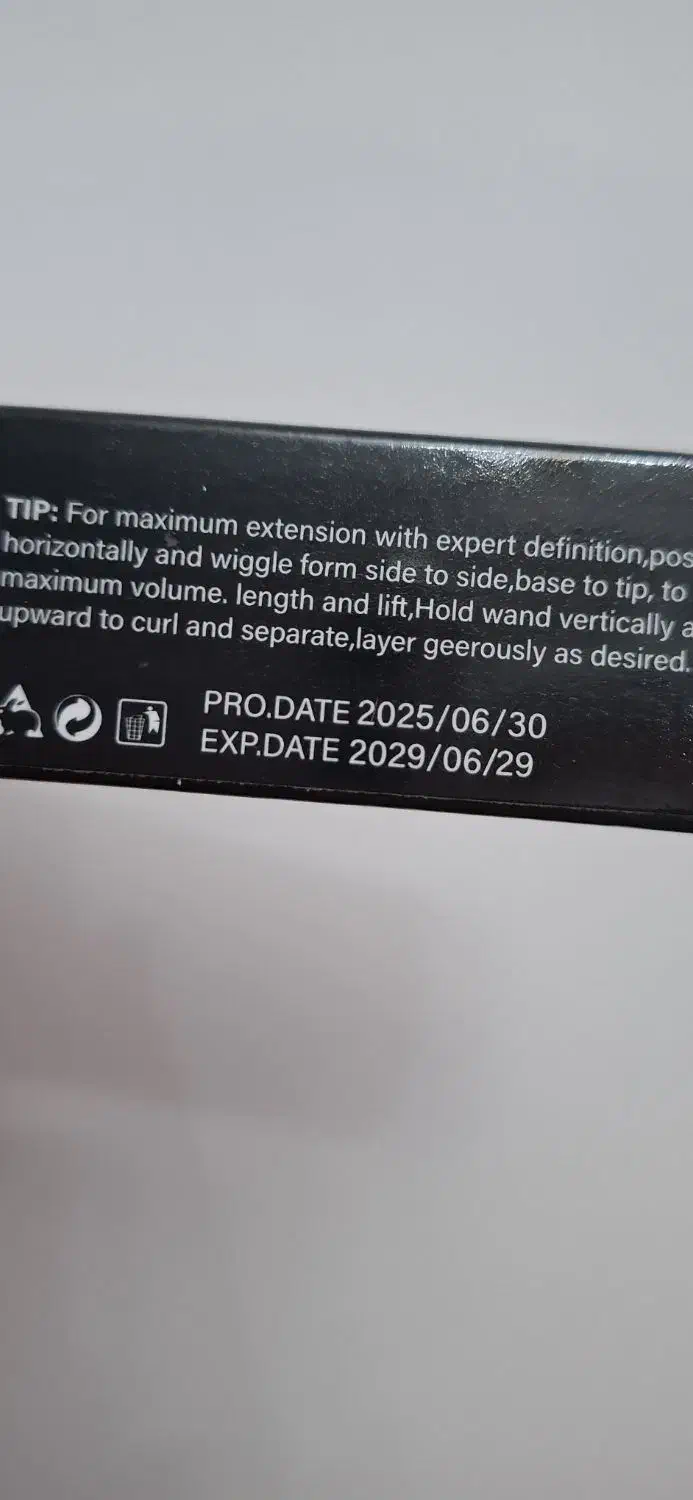 TIP: For maximum extension with expert definition,pos
horizontally and wiggle form side to side,base to tip, to
maximum volume. length and lift,Hold wand vertically a
upward to curl and separate,layer geerously as desired.
PRO.DATE 2025/06/30
EXP.DATE 2029/06/29